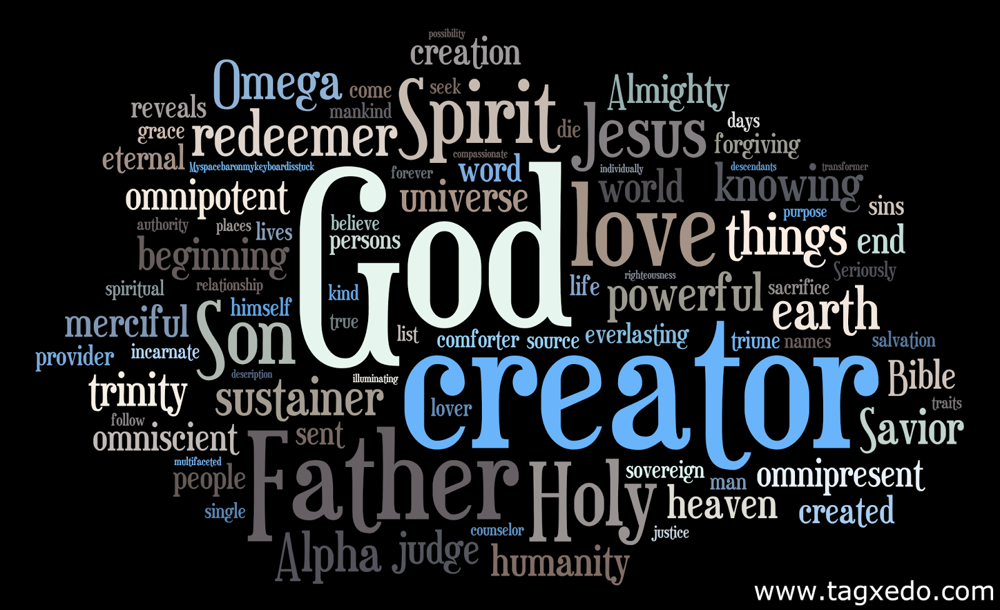 possibility
creation
Omega
come
seek
Spirit
Almighty
reveals
mankind
Jesus
days
grace
redeemer
die
forgiving
eternal
Myspacebaronmykeyboardisstuck
compassionate
forever
word
individually
descendants
transformer
God
omnipotent
universe
love
world
knowing
authority
places
lives
believe
persons
things
purpose
sins
end
beginning
Seriously
spiritual
relationship
kind
life
righteousness
powerful
sacrifice
merciful
Son
himself
true
list
earth
provider
incarnate
comforter
source
everlasting
triune
names
salvation
description
illuminating
creator
Bible
trinity
sustainer
lover
traits
follow
omniscient
sent
Savior
multifaceted
people
Father
Holy
sovereign
man
omnipresent
single
heaven
created
counselor
justice
Alpha
judge
humanity
www.tagxedo.com